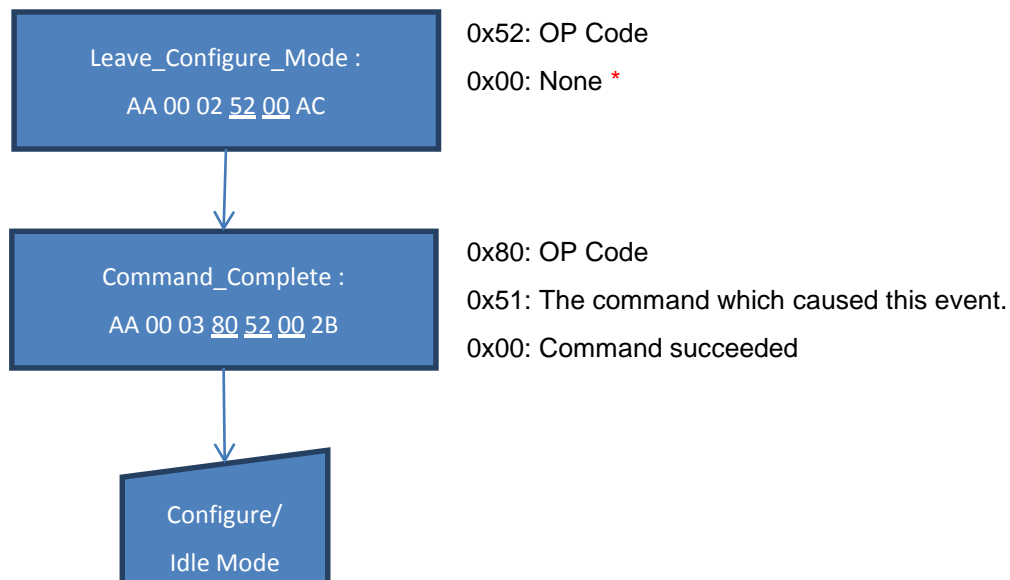 Leave_Configure_Mode :
AA 00 02 52 00 AC
0x52: OP Code
0x00: None *
Command_Complete :
AA 00 03 80 52 00 2B
0x80: OP Code
0x51: The command which caused this event.
0x00: Command succeeded
Configure/
Idle Mode